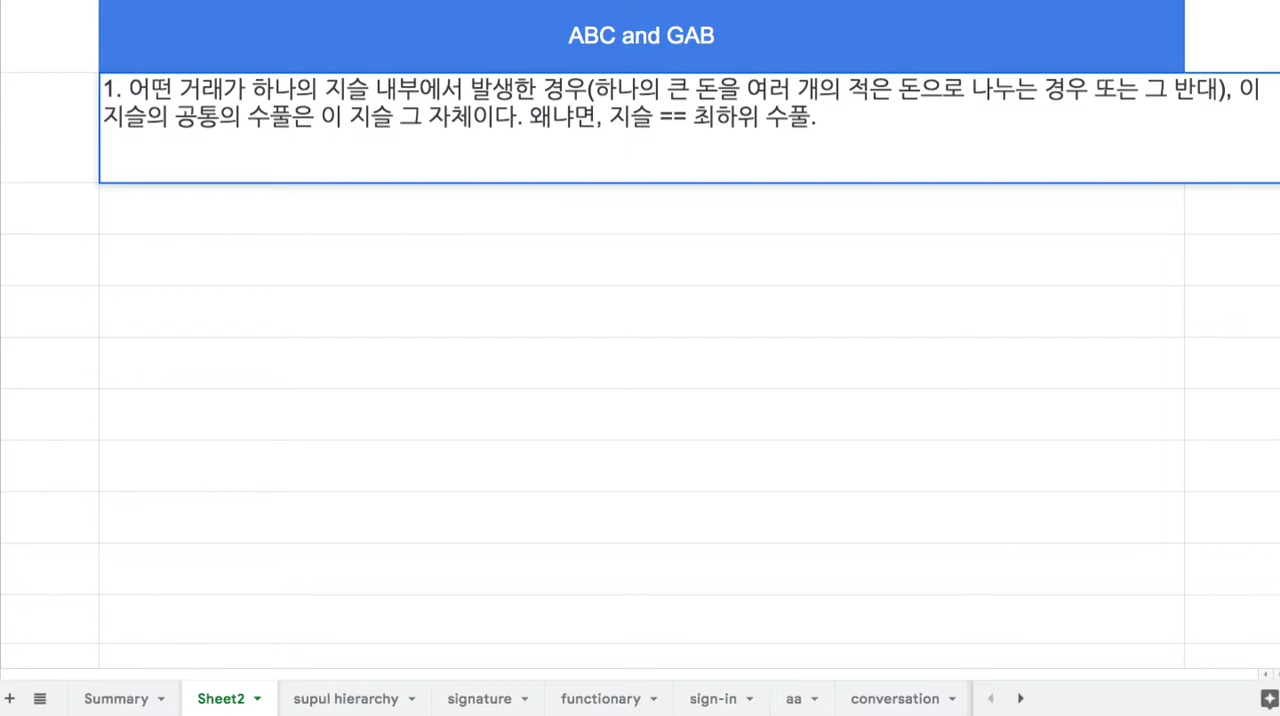 ABC and GAB
1. 어떤 거래가 하나의 지슬 내부에서 발생한 경우(하나의 큰 돈을 여러 개의 적은 돈으로 나누는 경우 또는 그 반대), 이
지슬의 공통의 수풀은 이 지슬 그 자체이다. 왜냐면, 지슬 == 최하위 수풀.
+ Summary Sheet2 supul hierarchy signature functionary sign-in aa conversation